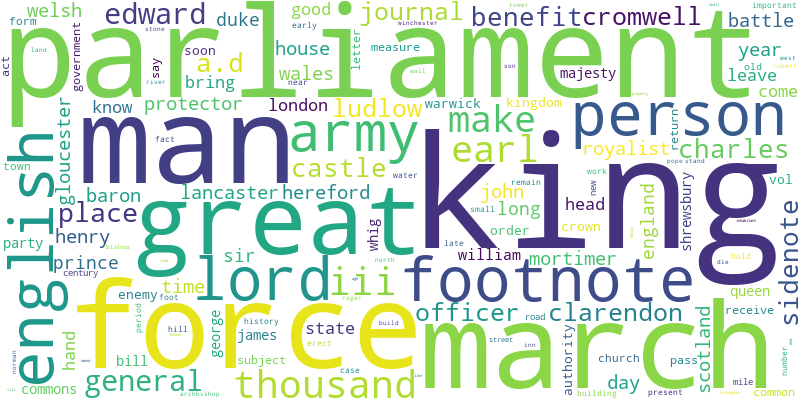 welsh edward good journal benefit cromwell important
form duke early winchester tower
parliament
act government soon a.d house letter measure say battle
land stone bring wales wall near son majesty year
old west leave robert
know protector london ludlow warwick kingdom come
gloucester man army make person
fact castle water earl royalist return charles
town english pope stand
baron lancaster hereford john remain work new head vol
place great king small long
party henry whig order crown england shrewsbury
bishop sir late william mortimer sidenote
prince century lord iii footnote die hold
time north queen
enemy foot officer clarendon scotland receive
period george state road
norman hill history build authority number
hand force james march
bill subject erect street church pass
commons case inn day mile
general thousand building present common
archbishop